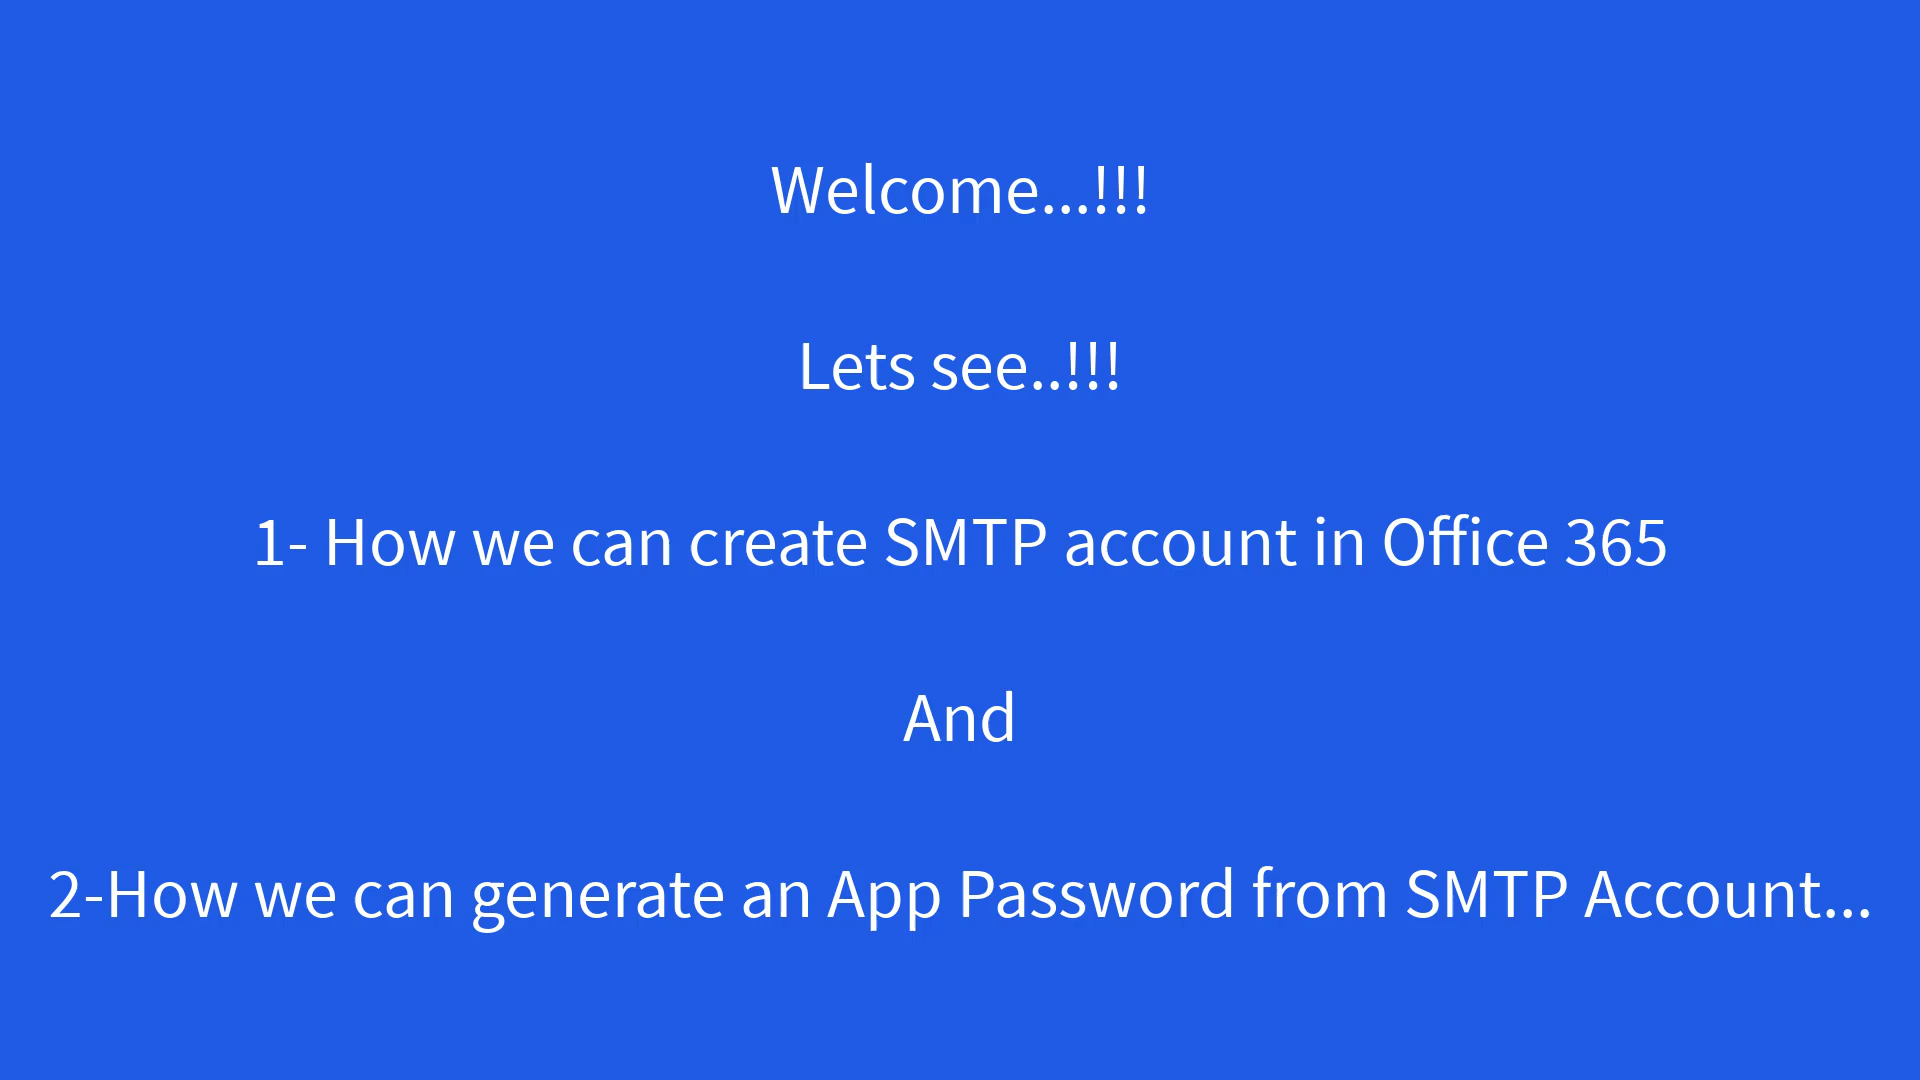 Welcome...!!!
Lets see..!!!
1- How we can create SMTP account in Office 365
And
2-How we can generate an App Password from SMTP Account...